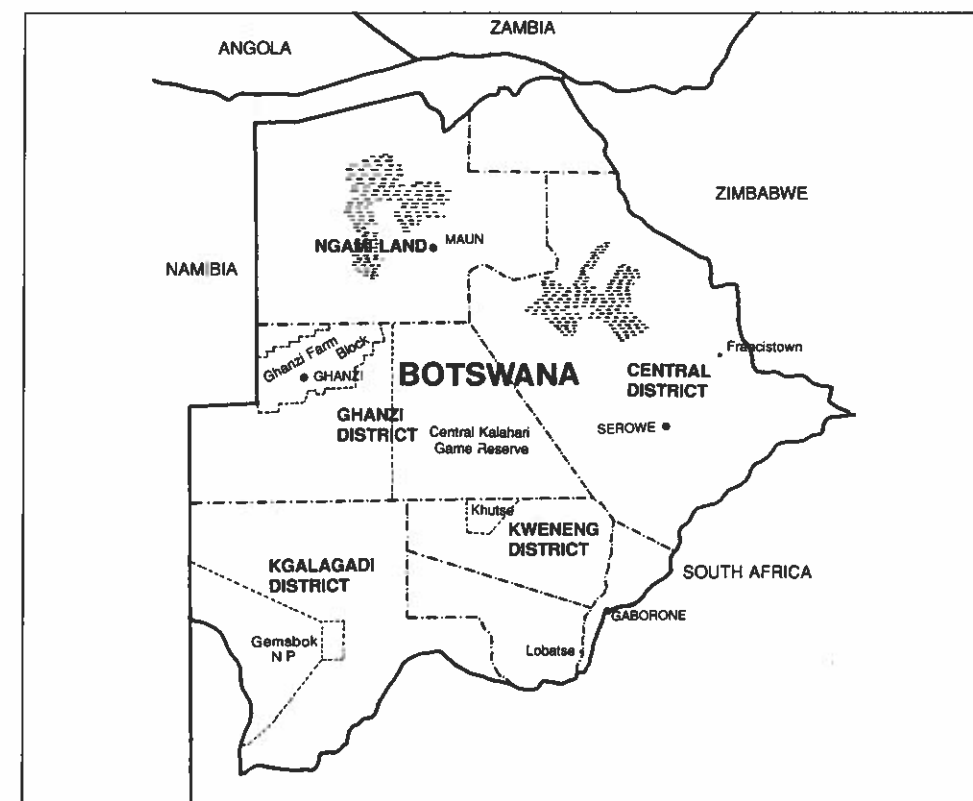 ZAMBIA
ANGOLA
ZIMBABWE
NGAMILAND
MAUN
NAMIBIA
Ghanzi Farm Block
Francistown
GHANZI
BOTSWANA
CENTRAL
DISTRICT
GHANZI
DISTRICT
Central Kalahari
Game Reserve
SEROWE
Khutse
KWENENG
DISTRICT
KGALAGADI
DISTRICT
SOUTH AFRICA
GABORONE
Gemsbok
N P
Lobatse